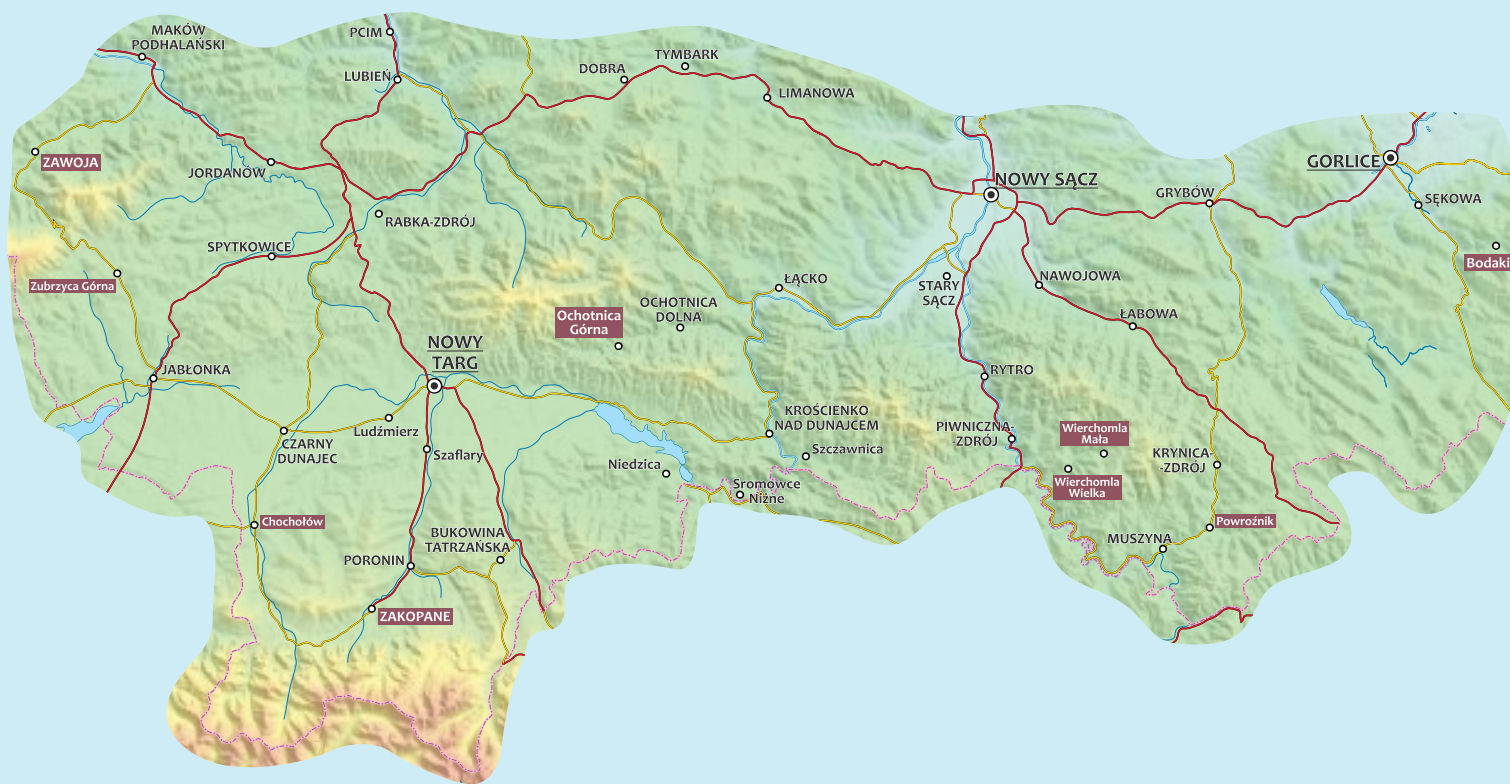 MAKÓW
PODHALAŃSKI
PCIM
LUBIEŃ
DOBRA
TYMBARK
LIMANOWA
ZAWOJA
JORDANÓW
NOWY SĄCZ
GRYBÓW
GORLICE
SĘKOWA
RABKA-ZDRÓJ
SPYTKOWICE
Zubrzyca Górna
Bodaki
ŁĄCKO
STARY
SĄCZ
NAWOJOWA
ŁABOWA
OCHOTNICA
DOLNA
Ochotnica
Górna
NOWY
TARG
JABŁONKA
RYTRO
Ludźmierz
CZARNY
DUNAJEC
Szaflary
KROŚCIENKO
NAD DUNAJCEM
Szczawnica
Niedzica
Sromowce
Niżne
PIWNICZNA-
ZDRÓJ
Wierchomla
Mała
Wierchomla
Wielka
KRYNICA
-ZDRÓJ
Powroźnik
MUSZYNA
Chochołów
BUKOWINA
TATRZAŃSKA
PORONIN
ZAKOPANE